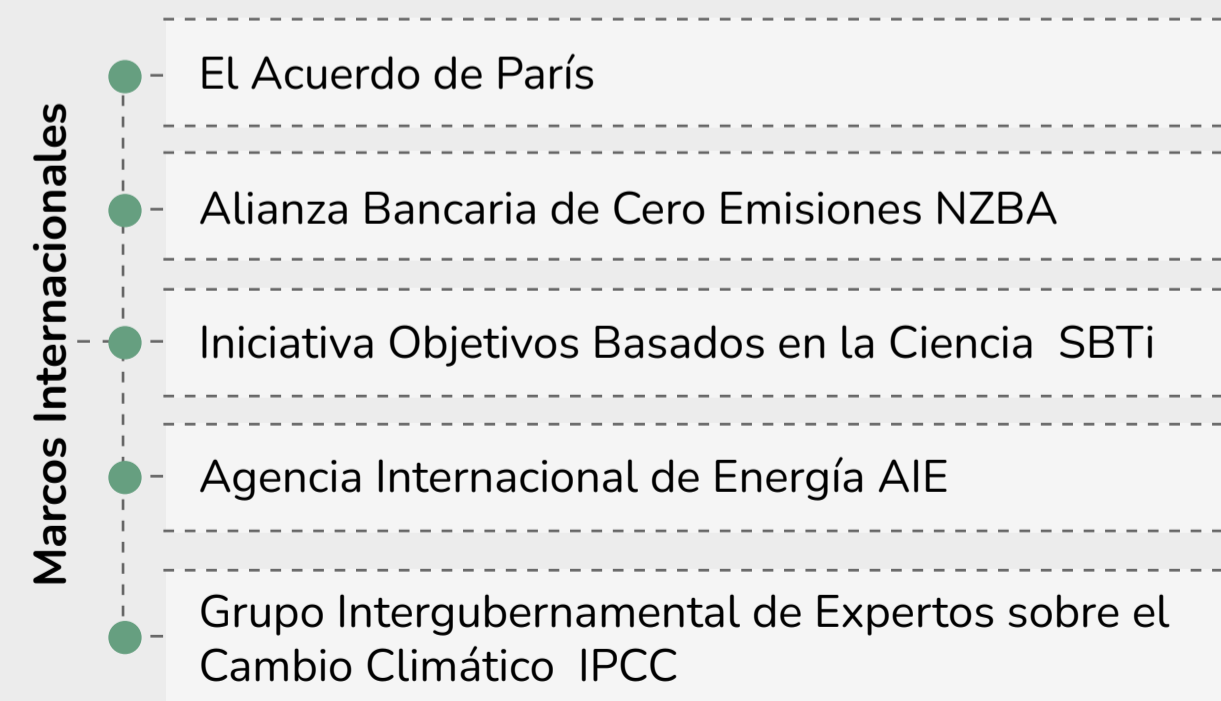 Marcos Internacionales
El Acuerdo de París
Alianza Bancaria de Cero Emisiones NZBA
Iniciativa Objetivos Basados en la Ciencia  SBTi
Agencia Internacional de Energía AIE
Grupo Intergubernamental de Expertos sobre el
Cambio Climático  IPCC